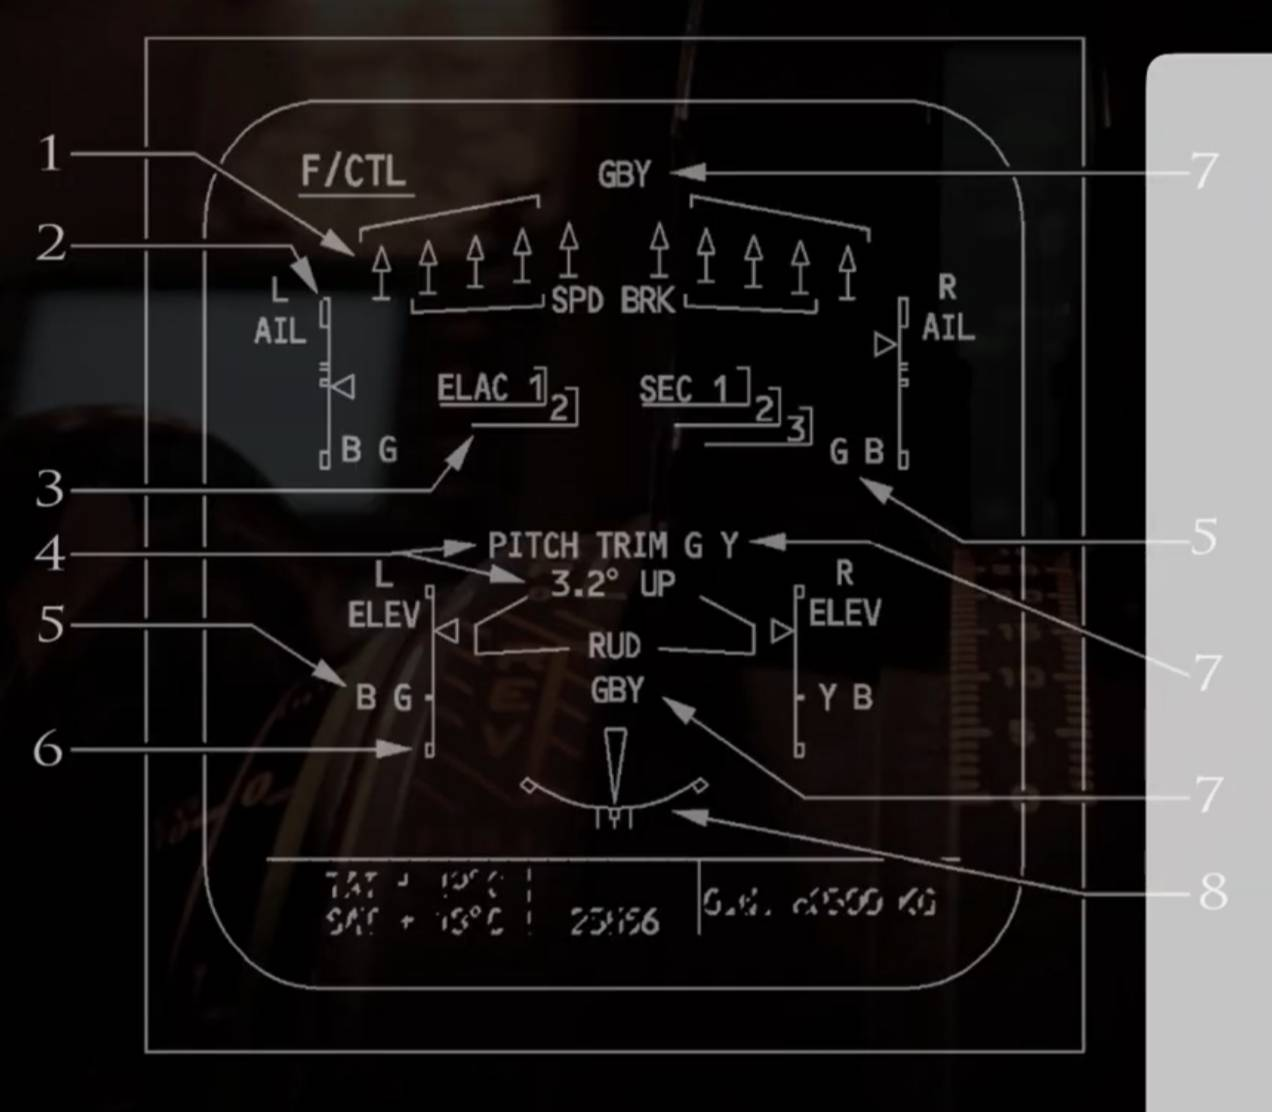 1
F/CTL
GBY
7
2
L
AIL
SPD BRK
R
AIL
ELAC 1
2
SEC 1
2
3
B G
G B
3
5
4
PITCH TRIM G Y
3.2° UP
L
ELEV
R
ELEV
5
RUD
GBY
7
B G
Y B
6
7
8